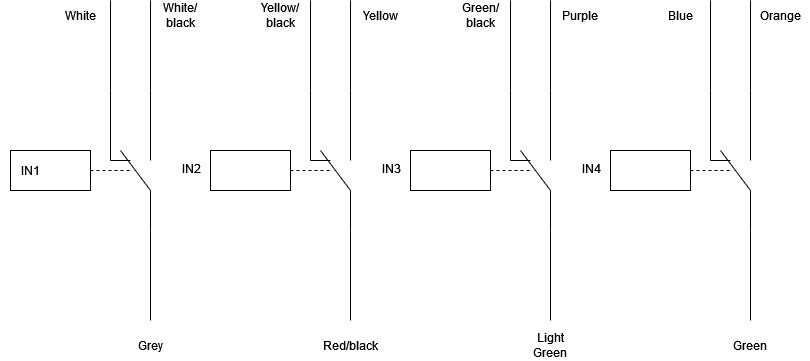 White
White/
black
Yellow/
black
Yellow
Green/
black
Purple
Blue
Orange
IN1
IN2
IN3
IN4
Grey
Red/black
Light
Green
Green